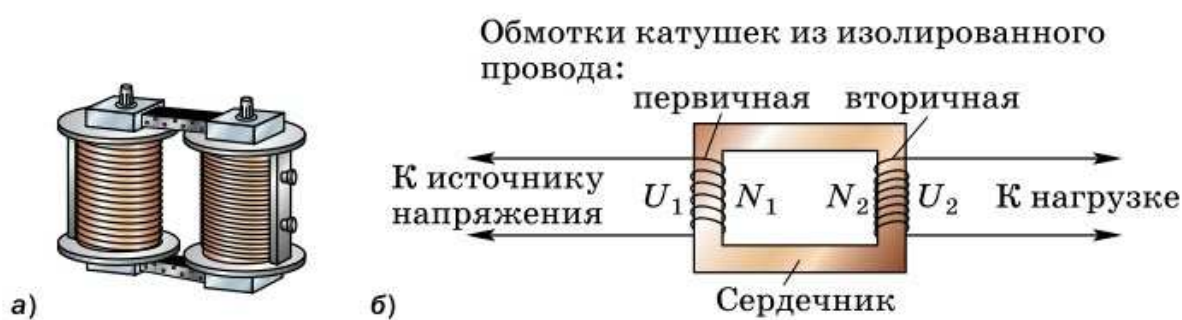 Обмотки катушек из изолированного
провода:
первичная вторичная
К источнику
напряжения
U₁ N₁ N₂ U₂
К нагрузке
Сердечник
а)
б)